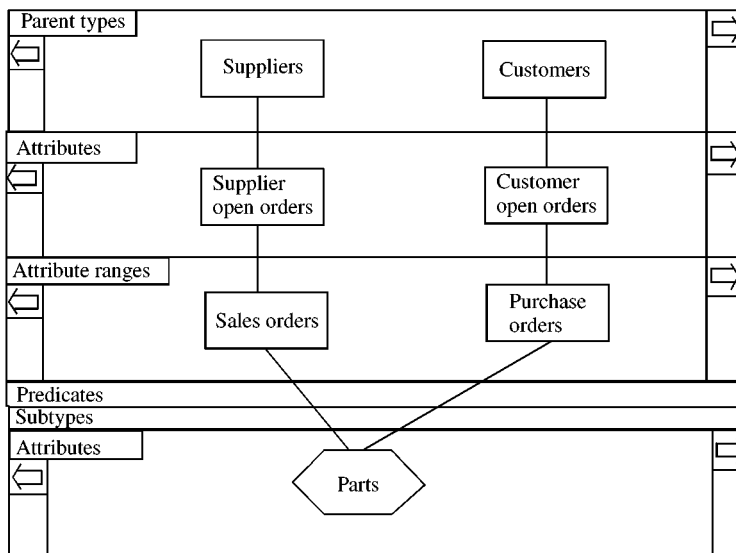 Parent types
Suppliers
Customers
Attributes
Supplier
open orders
Customer
open orders
Attribute ranges
Sales orders
Purchase
orders
Predicates
Subtypes
Attributes
Parts